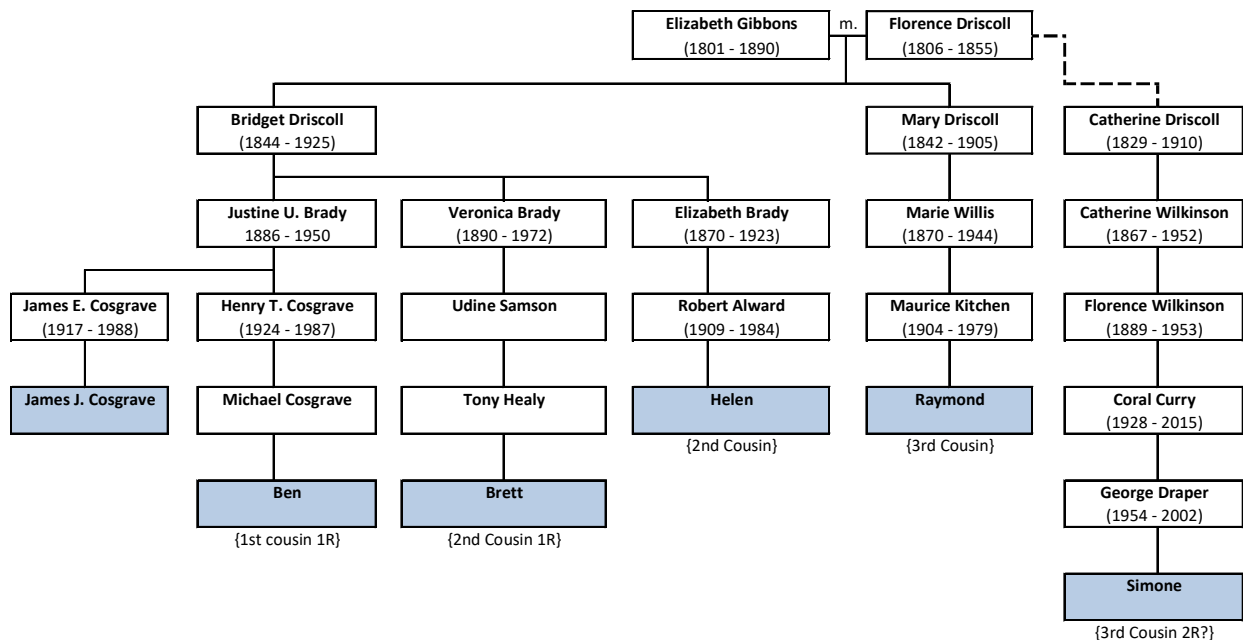 Elizabeth Gibbons
(1801 - 1890)
m.
Florence Driscoll
(1806 - 1855)
Bridget Driscoll
(1844 - 1925)
Mary Driscoll
(1842 - 1905)
Catherine Driscoll
(1829 - 1910)
Justine U. Brady
1886 - 1950
Veronica Brady
(1890 - 1972)
Elizabeth Brady
(1870 - 1923)
Marie Willis
(1870 - 1944)
Catherine Wilkinson
(1867 - 1952)
James E. Cosgrave
(1917 - 1988)
Henry T. Cosgrave
(1924 - 1987)
Udine Samson
Robert Alward
(1909 - 1984)
Maurice Kitchen
(1904 - 1979)
Florence Wilkinson
(1889 - 1953)
James J. Cosgrave
Michael Cosgrave
Tony Healy
Helen
{2nd Cousin}
Raymond
{3rd Cousin}
Coral Curry
(1928 - 2015)
Ben
{1st cousin 1R}
Brett
{2nd Cousin 1R}
George Draper
(1954 - 2002)
Simone
{3rd Cousin 2R?}